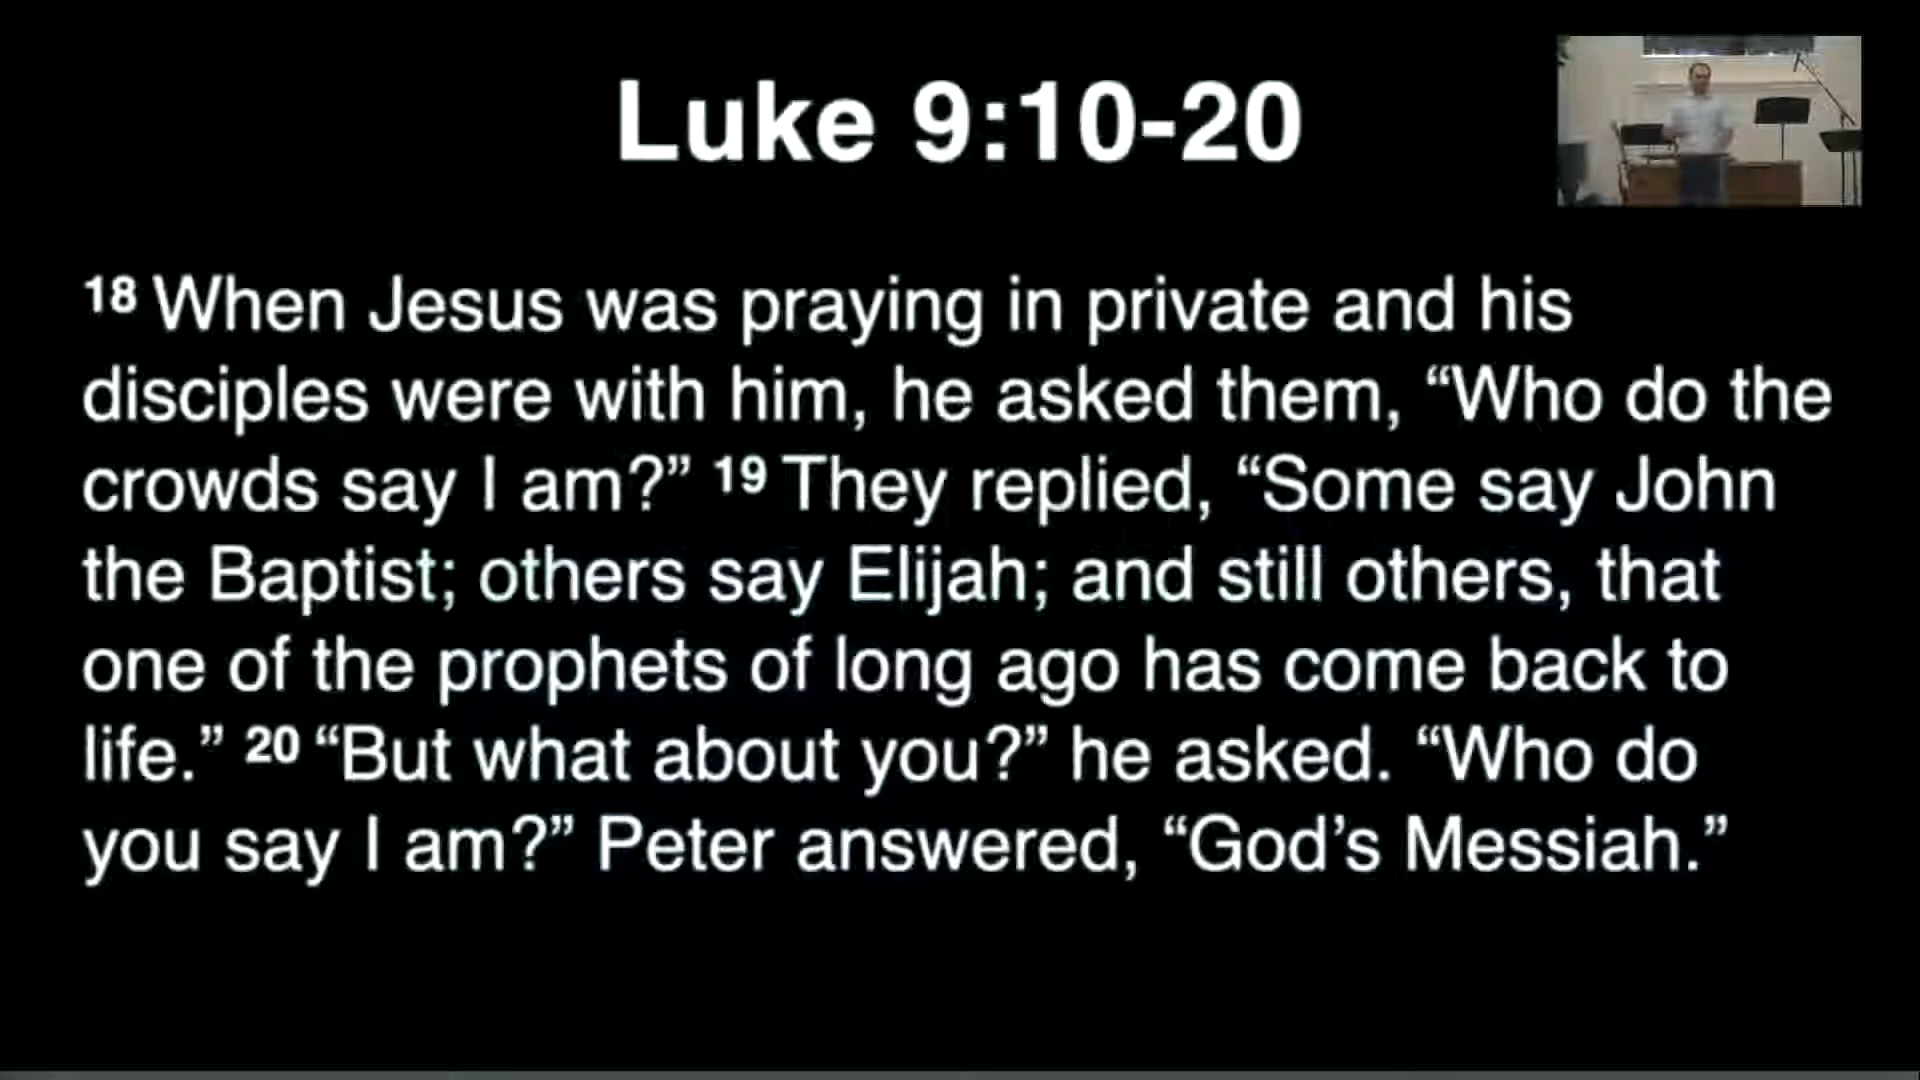 Luke 9:10-20
18 When Jesus was praying in private and his
disciples were with him, he asked them, “Who do the
crowds say I am?” 19 They replied, “Some say John
the Baptist; others say Elijah; and still others, that
one of the prophets of long ago has come back to
life.” 20 “But what about you?” he asked. “Who do
you say I am?” Peter answered, “God’s Messiah.”